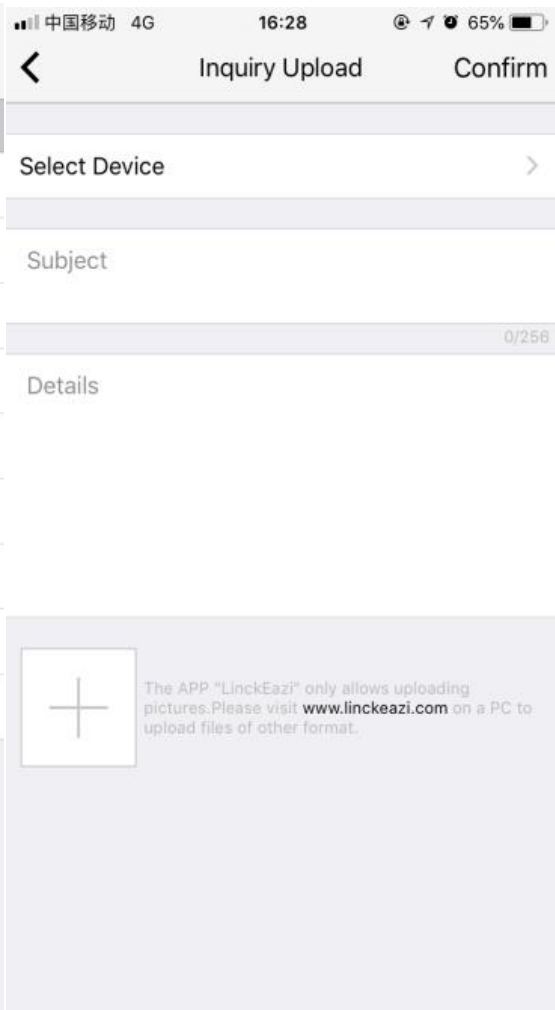 中国移动 4G 16:28 65%
Inquiry Upload Confirm
Select Device
Subject
0/256
Details
The APP "LinckEazi" only allows uploading
pictures.Please visit www.linckeazi.com on a PC to
upload files of other format.